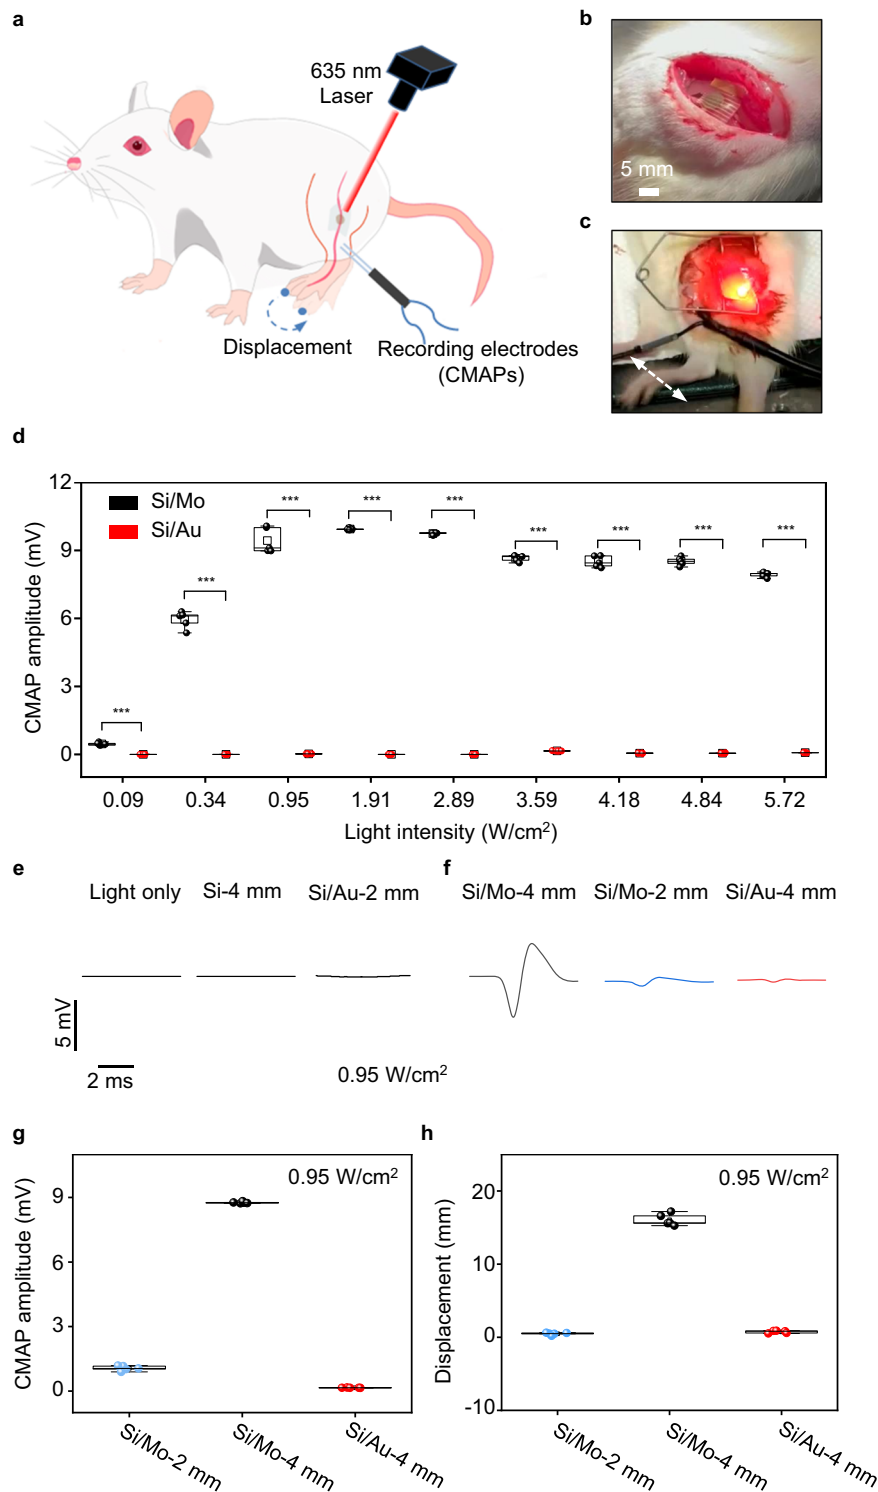 a
635 nm
Laser
Displacement
Recording electrodes
(CMAPs)
b
5 mm
c
d
CMAP amplitude (mV)
12
9
6
3
0
Si/Mo
Si/Au
***
***
***
***
***
***
***
***
***
0.09 0.34 0.95 1.91 2.89 3.59 4.18 4.84 5.72
Light intensity (W/cm²)
e
Light only Si-4 mm Si/Au-2 mm
5 mV
2 ms
0.95 W/cm²
f
Si/Mo-4 mm Si/Mo-2 mm Si/Au-4 mm
g
CMAP amplitude (mV)
9
6
3
0
0.95 W/cm²
Si/Mo-2 mm
Si/Mo-4 mm
Si/Au-4 mm
h
Displacement (mm)
20
10
0
-10
0.95 W/cm²
Si/Mo-2 mm
Si/Mo-4 mm
Si/Au-4 mm